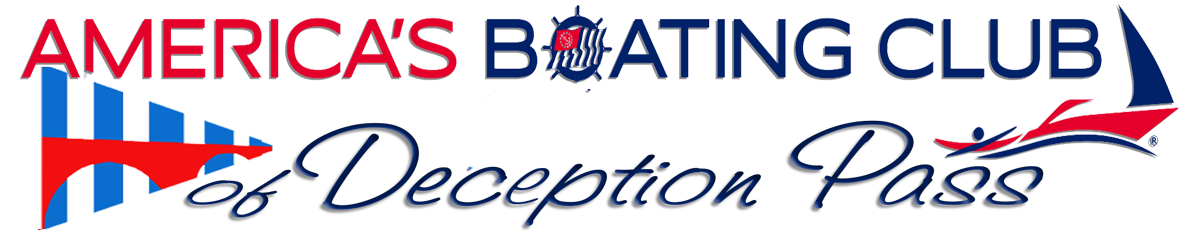 AMERICA'S BOATING CLUB
®
of Deception Pass